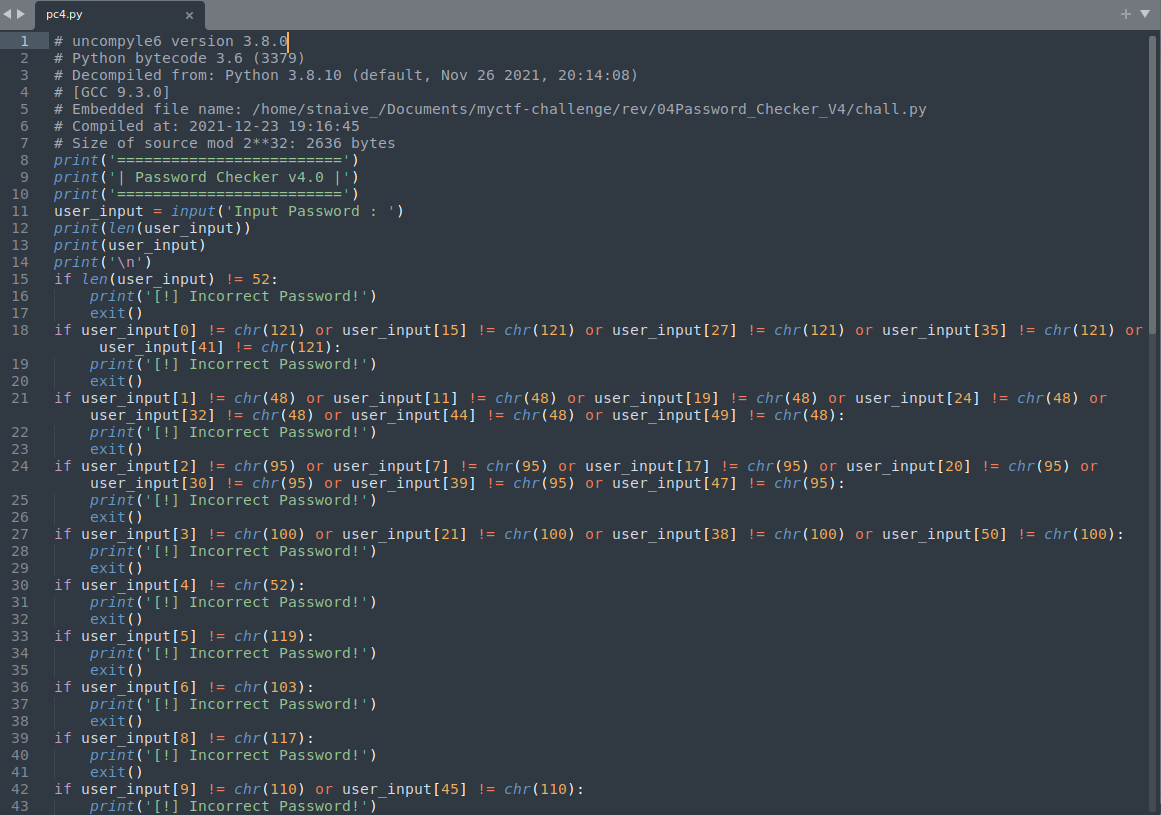 pc4.py
1 # uncompyle6 version 3.8.0
2 # Python bytecode 3.6 (3379)
3 # Decompiled from: Python 3.8.10 (default, Nov 26 2021, 20:14:08)
4 # [GCC 9.3.0]
5 # Embedded file name: /home/stnaive_/Documents/myctf-challenge/rev/04Password_Checker_V4/chall.py
6 # Compiled at: 2021-12-23 19:16:45
7 # Size of source mod 2**32: 2636 bytes
8 print('=========================')
9 print('| Password Checker v4.0 |')
10 print('=========================')
11 user_input = input('Input Password : ')
12 print(len(user_input))
13 print(user_input)
14 print('\n')
15 if len(user_input) != 52:
16 print('[!] Incorrect Password!')
17 exit()
18 if user_input[0] != chr(121) or user_input[15] != chr(121) or user_input[27] != chr(121) or user_input[35] != chr(121) or
user_input[41] != chr(121):
19 print('[!] Incorrect Password!')
20 exit()
21 if user_input[1] != chr(48) or user_input[11] != chr(48) or user_input[19] != chr(48) or user_input[24] != chr(48) or
user_input[32] != chr(48) or user_input[44] != chr(48) or user_input[49] != chr(48):
22 print('[!] Incorrect Password!')
23 exit()
24 if user_input[2] != chr(95) or user_input[7] != chr(95) or user_input[17] != chr(95) or user_input[20] != chr(95) or
user_input[30] != chr(95) or user_input[39] != chr(95) or user_input[47] != chr(95):
25 print('[!] Incorrect Password!')
26 exit()
27 if user_input[3] != chr(100) or user_input[21] != chr(100) or user_input[38] != chr(100) or user_input[50] != chr(100):
28 print('[!] Incorrect Password!')
29 exit()
30 if user_input[4] != chr(52):
31 print('[!] Incorrect Password!')
32 exit()
33 if user_input[5] != chr(119):
34 print('[!] Incorrect Password!')
35 exit()
36 if user_input[6] != chr(103):
37 print('[!] Incorrect Password!')
38 exit()
39 if user_input[8] != chr(117):
40 print('[!] Incorrect Password!')
41 exit()
42 if user_input[9] != chr(110) or user_input[45] != chr(110):
43 print('[!] Incorrect Password!')